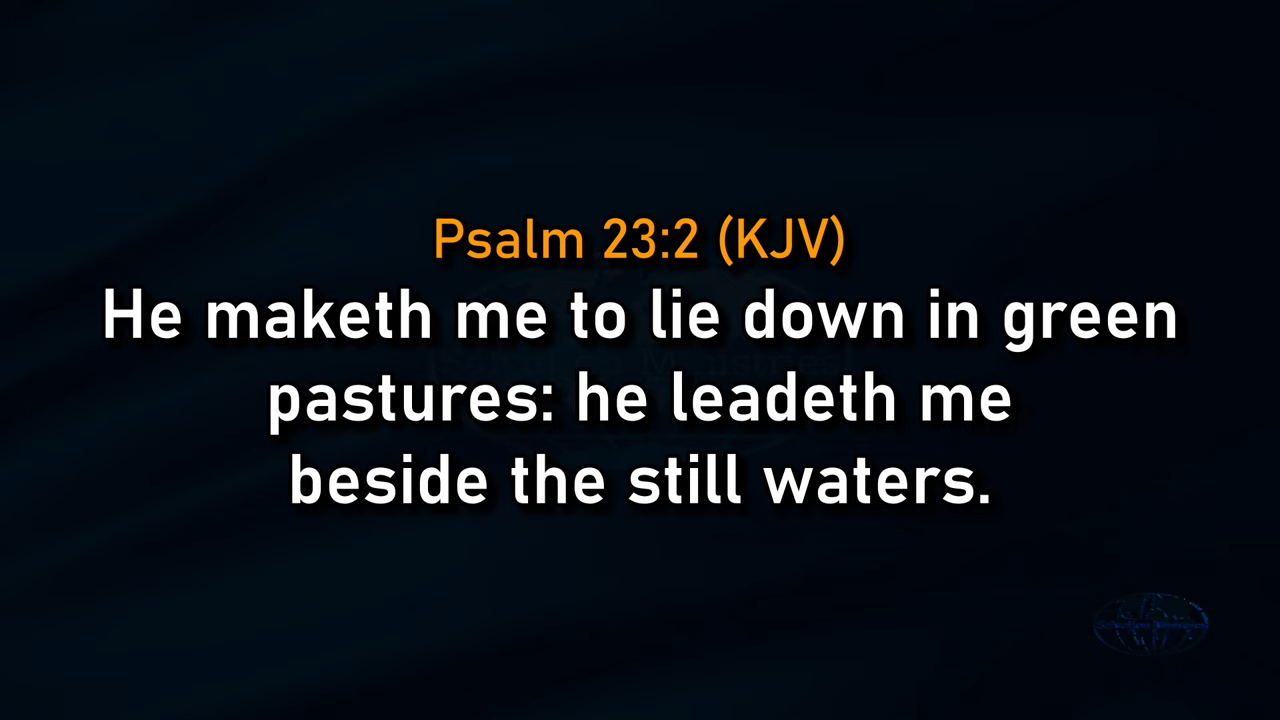 Psalm 23:2 (KJV)
He maketh me to lie down in green
pastures: he leadeth me
beside the still waters.